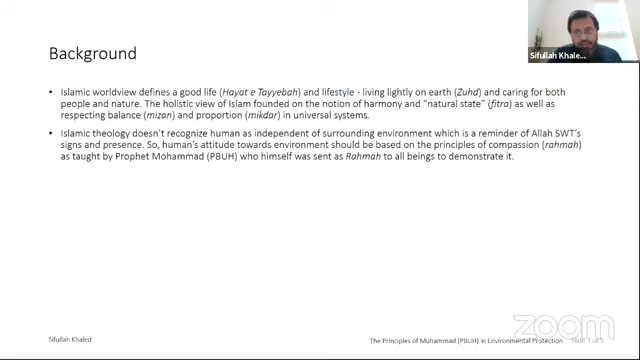 Background
• Islamic worldview defines a good life (Hayat e Tayyebah) and lifestyle - living lightly on earth (Zuhd) and caring for both
people and nature. The holistic view of Islam founded on the notion of harmony and “natural state” (fitra) as well as
respecting balance (mizan) and proportion (mikdar) in universal systems.
• Islamic theology doesn’t recognize human as independent of surrounding environment which is a reminder of Allah SWT’s
signs and presence. So, human’s attitude towards environment should be based on the principles of compassion (rahmah)
as taught by Prophet Mohammad (PBUH) who himself was sent as Rahmah to all beings to demonstrate it.
Sifullah Khale...
Sifullah Khaled
The Principles of Muhammad (PBUH) in Environmental Protection
Slide 3 of 9
zoom